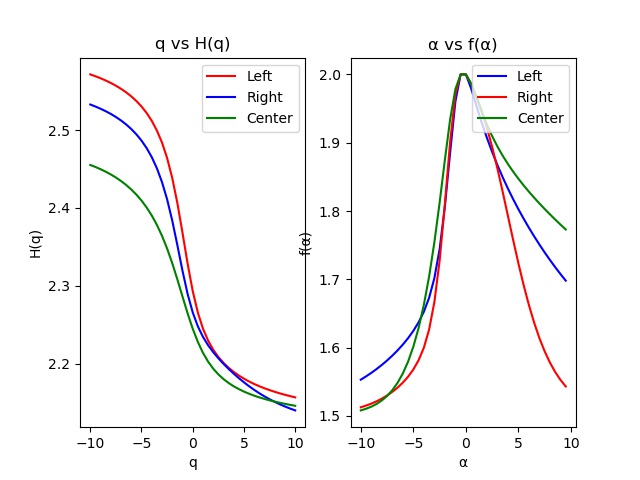 q vs H(q)
Left
Right
Center
2.5
2.4
2.3
2.2
H(q)
−10
−5
0
5
10
q
α vs f(α)
Left
Right
Center
2.0
1.9
1.8
1.7
1.6
1.5
f(α)
−10
−5
0
5
10
α